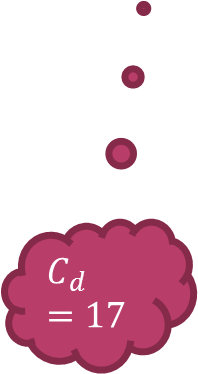 C_d
= 17